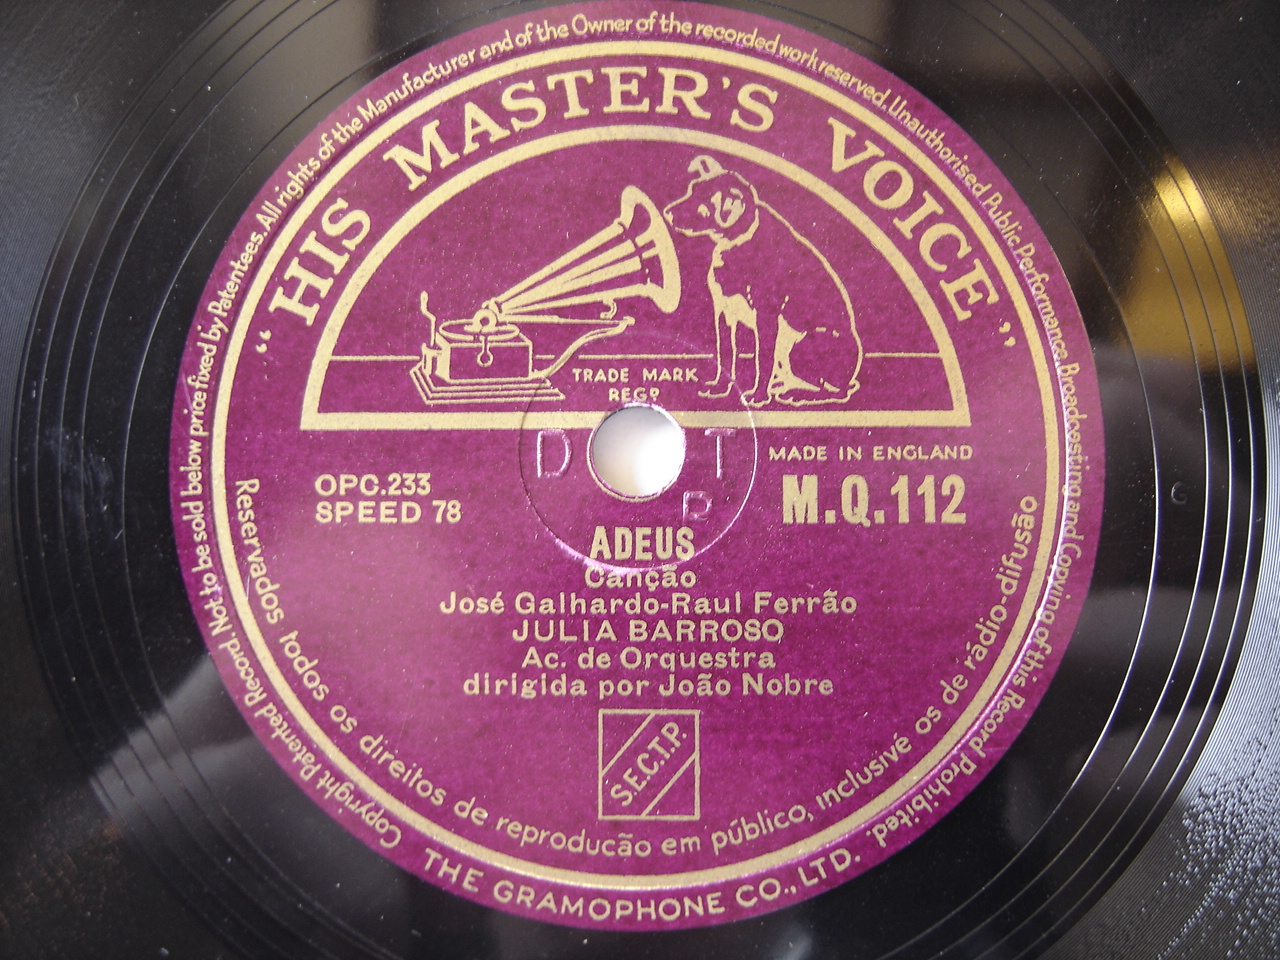 Copyright Patented Record. Not to be sold below price fixed by Patentees. All rights of the Manufacturer and of the Owner of the recorded work reserved. Unauthorised Public Performance Broadcasting and Copying of this Record Prohibited.
"HIS MASTER'S VOICE"
TRADE MARK
REGD
D T
P
MADE IN ENGLAND
OPG.233
SPEED 78
M.Q.112
ADEUS
Canção
José Galhardo-Raul Ferrão
JULIA BARROSO
Ac. de Orquestra
dirigida por João Nobre
S.E.C.T.P.
Reservados todos os direitos de reproducão em público, inclusivé os de rádio-difusão
THE GRAMOPHONE CO., LTD.